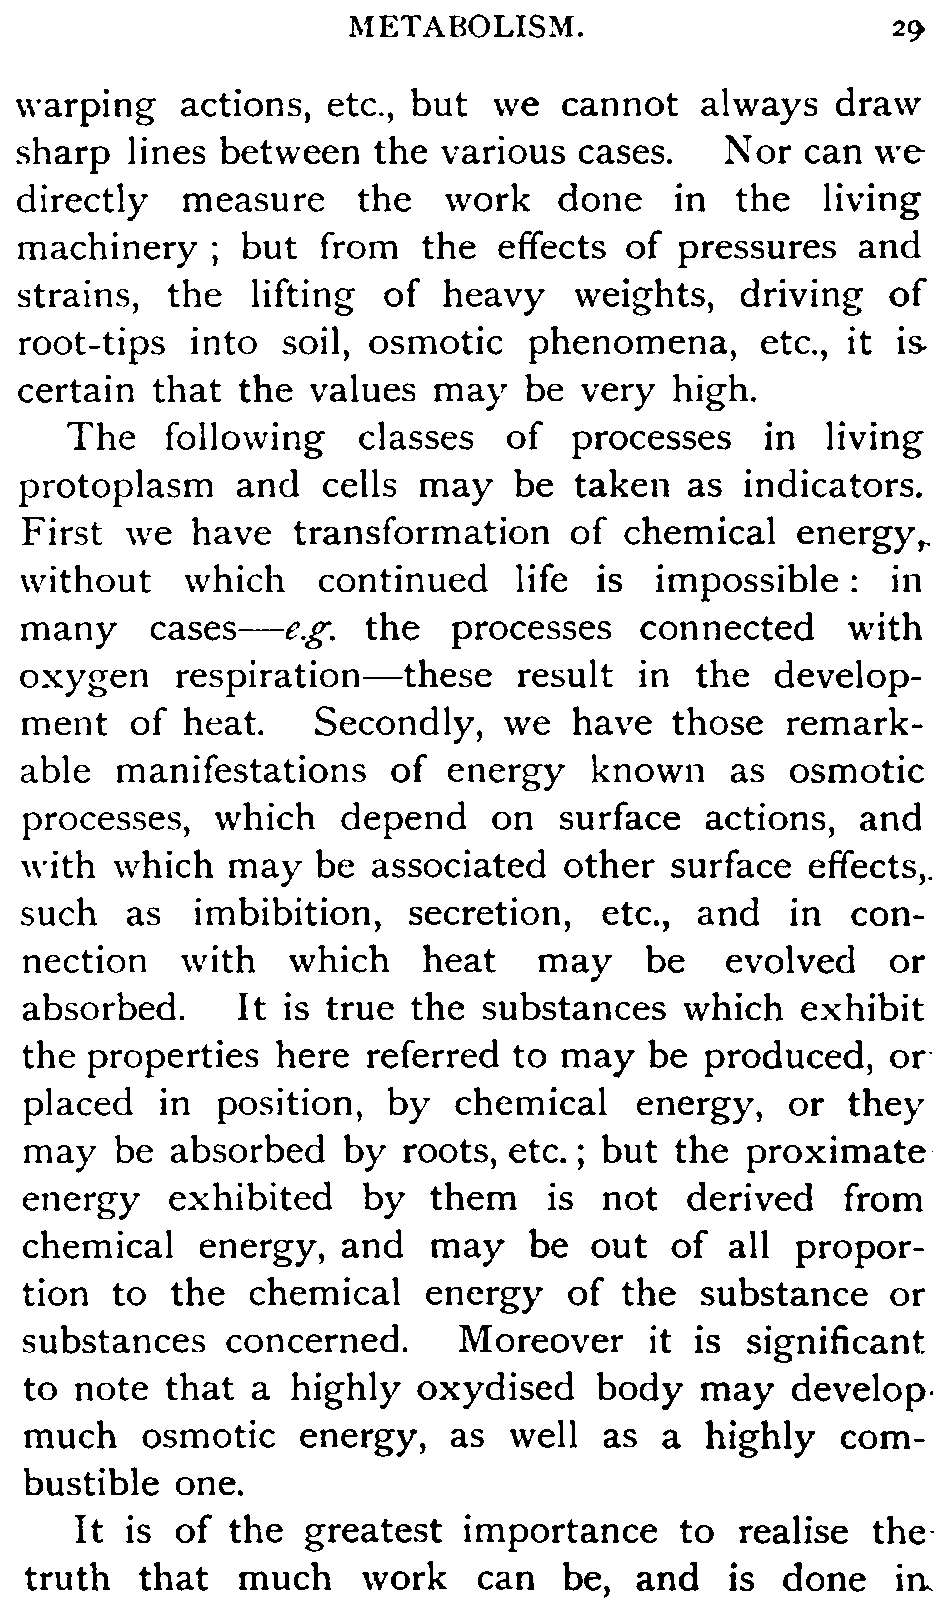 METABOLISM. 29
warping actions, etc., but we cannot always draw
sharp lines between the various cases. Nor can we
directly measure the work done in the living
machinery ; but from the effects of pressures and
strains, the lifting of heavy weights, driving of
root-tips into soil, osmotic phenomena, etc., it is
certain that the values may be very high.
The following classes of processes in living
protoplasm and cells may be taken as indicators.
First we have transformation of chemical energy,
without which continued life is impossible : in
many cases—e.g. the processes connected with
oxygen respiration—these result in the develop-
ment of heat. Secondly, we have those remark-
able manifestations of energy known as osmotic
processes, which depend on surface actions, and
with which may be associated other surface effects,
such as imbibition, secretion, etc., and in con-
nection with which heat may be evolved or
absorbed. It is true the substances which exhibit
the properties here referred to may be produced, or
placed in position, by chemical energy, or they
may be absorbed by roots, etc. ; but the proximate
energy exhibited by them is not derived from
chemical energy, and may be out of all propor-
tion to the chemical energy of the substance or
substances concerned. Moreover it is significant
to note that a highly oxydised body may develop
much osmotic energy, as well as a highly com-
bustible one.
It is of the greatest importance to realise the
truth that much work can be, and is done in